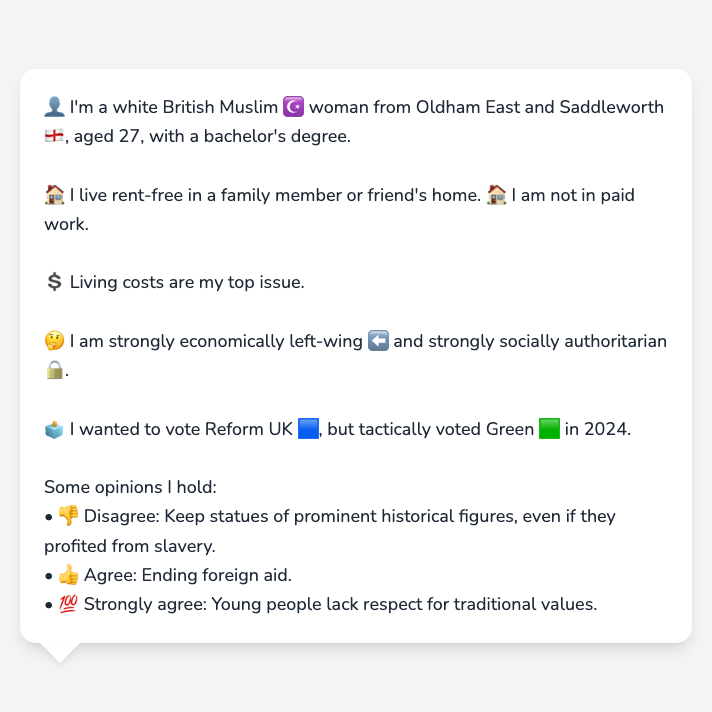 👤 I'm a white British Muslim ☪️ woman from Oldham East and Saddleworth
🏴󠁧󠁢󠁥󠁮󠁧󠁿, aged 27, with a bachelor's degree.
🏠 I live rent-free in a family member or friend's home. 🏠 I am not in paid
work.
💲 Living costs are my top issue.
🤔 I am strongly economically left-wing ⬅️ and strongly socially authoritarian
🔒.
🗳️ I wanted to vote Reform UK 🟦, but tactically voted Green 🟩 in 2024.
Some opinions I hold:
• 👎 Disagree: Keep statues of prominent historical figures, even if they
profited from slavery.
• 👍 Agree: Ending foreign aid.
• 💯 Strongly agree: Young people lack respect for traditional values.